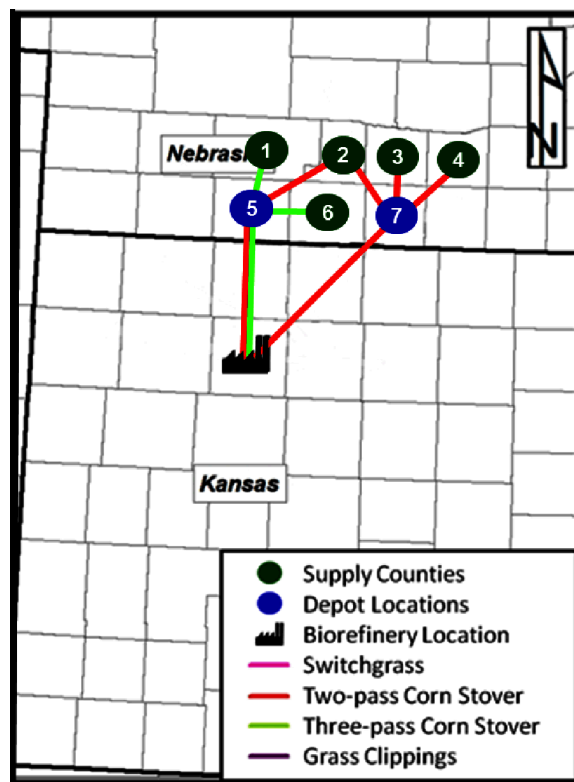 N
Nebras
1
2
3
4
5
6
7
Kansas
Supply Counties
Depot Locations
Biorefinery Location
Switchgrass
Two-pass Corn Stover
Three-pass Corn Stover
Grass Clippings